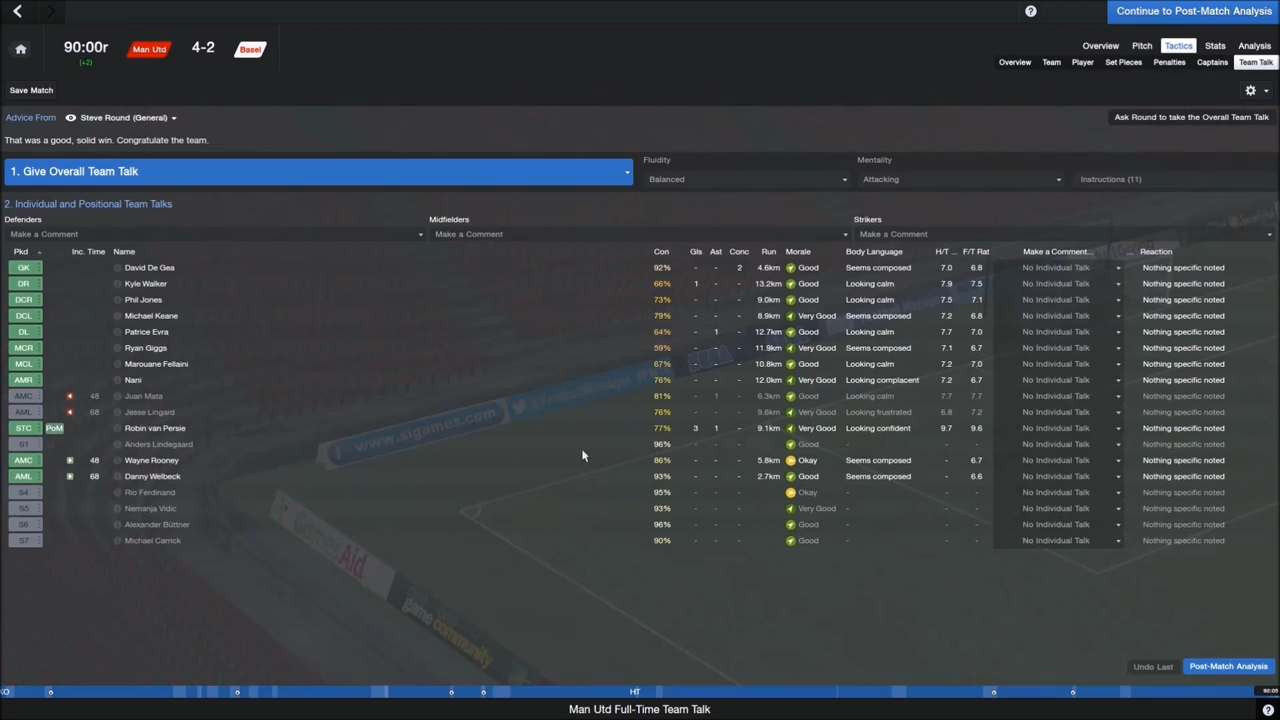 Continue to Post-Match Analysis
90:00r Man Utd 4-2 Basel
(+2)
Overview Pitch Tactics Stats Analysis
Overview Team Player Set Pieces Penalties Captains Team Talk
Save Match
Advice From Steve Round (General) Ask Round to take the Overall Team Talk
That was a good, solid win. Congratulate the team.
Fluidity Mentality
1. Give Overall Team Talk Balanced Attacking Instructions (11)
2. Individual and Positional Team Talks
Defenders Midfielders Strikers
Make a Comment Make a Comment Make a Comment
Pkd Inc. Time Name Con Gls Ast Conc Run Morale Body Language H/T ... F/T Rat Make a Comment... ... Reaction
GK David De Gea 92% - - 2 4.6km Good Seems composed 7.0 6.8 No Individual Talk Nothing specific noted
DR Kyle Walker 66% 1 - - 13.2km Good Looking calm 7.9 7.5 No Individual Talk Nothing specific noted
DCR Phil Jones 73% - - - 9.0km Good Looking calm 7.5 7.1 No Individual Talk Nothing specific noted
DCL Michael Keane 79% - - - 8.9km Very Good Seems composed 7.2 6.8 No Individual Talk Nothing specific noted
DL Patrice Evra 64% - 1 - 12.7km Good Looking calm 7.7 7.0 No Individual Talk Nothing specific noted
MCR Ryan Giggs 59% - - - 11.9km Very Good Seems composed 7.1 6.7 No Individual Talk Nothing specific noted
MCL Marouane Fellaini 67% - - - 10.8km Good Looking calm 7.2 7.0 No Individual Talk Nothing specific noted
AMR Nani 76% - - - 12.0km Very Good Looking complacent 7.2 6.7 No Individual Talk Nothing specific noted
AMC 48 Juan Mata 81% - 1 - 6.3km Good Looking calm 7.7 7.7 No Individual Talk Nothing specific noted
AML 68 Jesse Lingard 76% - - - 9.6km Very Good Looking frustrated 6.8 7.2 No Individual Talk Nothing specific noted
STC PoM Robin van Persie 77% 3 1 - 9.1km Very Good Looking confident 9.7 9.6 No Individual Talk Nothing specific noted
S1 Anders Lindegaard 96% - - - - Good - - - No Individual Talk Nothing specific noted
AMC 48 Wayne Rooney 86% - - - 5.8km Okay Seems composed - 6.7 No Individual Talk Nothing specific noted
AML 68 Danny Welbeck 93% - - - 2.7km Good Seems composed - 6.6 No Individual Talk Nothing specific noted
S4 Rio Ferdinand 95% - - - - Okay - - - No Individual Talk Nothing specific noted
S5 Nemanja Vidic 93% - - - - Very Good - - - No Individual Talk Nothing specific noted
S6 Alexander Büttner 96% - - - - Good - - - No Individual Talk Nothing specific noted
S7 Michael Carrick 90% - - - - Good - - - No Individual Talk Nothing specific noted
www.sigames.com
Aid
game community
Undo Last Post-Match Analysis
HT 92:05
Man Utd Full-Time Team Talk